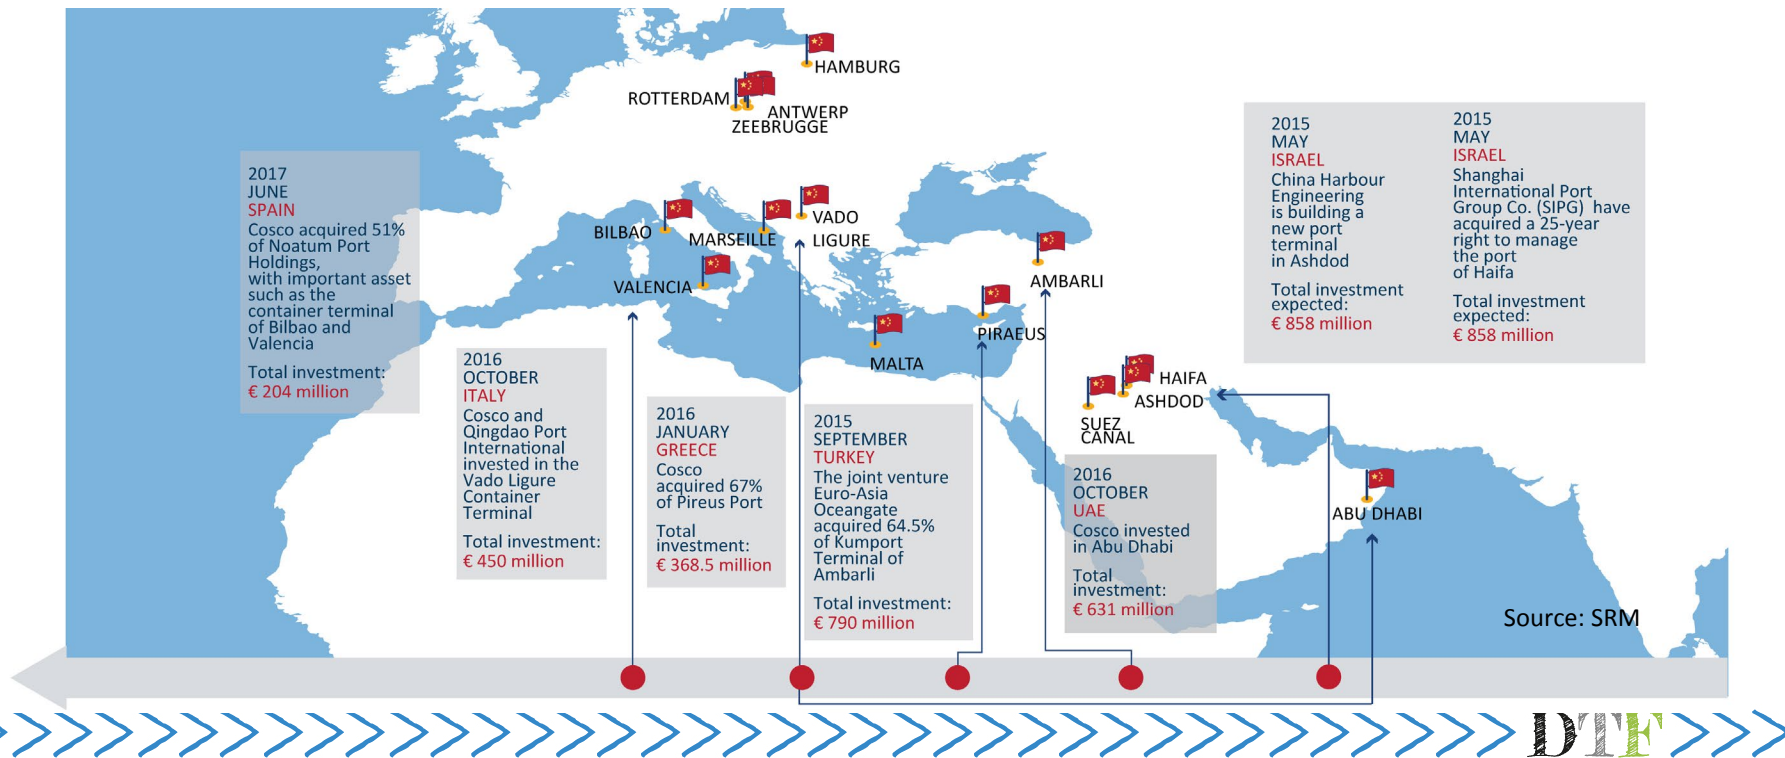 HAMBURG
ROTTERDAM
ANTWERP
ZEEBRUGGE
2017
JUNE
SPAIN
Cosco acquired 51%
of Noatum Port
Holdings,
with important asset
such as the
container terminal
of Bilbao and
Valencia
Total investment:
€ 204 million
BILBAO
MARSEILLE
VADO
LIGURE
VALENCIA
AMBARLI
PIRAEUS
MALTA
HAIFA
ASHDOD
SUEZ
CANAL
ABU DHABI
2015
MAY
ISRAEL
China Harbour
Engineering
is building a
new port
terminal
in Ashdod
Total investment
expected:
€ 858 million
2015
MAY
ISRAEL
Shanghai
International Port
Group Co. (SIPG) have
acquired a 25-year
right to manage
the port
of Haifa
Total investment
expected:
€ 858 million
2016
OCTOBER
ITALY
Cosco and
Qingdao Port
International
invested in the
Vado Ligure
Container
Terminal
Total investment:
€ 450 million
2016
JANUARY
GREECE
Cosco
acquired 67%
of Pireus Port
Total
investment:
€ 368.5 million
2015
SEPTEMBER
TURKEY
The joint venture
Euro-Asia
Oceangate
acquired 64.5%
of Kumport
Terminal of
Ambarli
Total investment:
€ 790 million
2016
OCTOBER
UAE
Cosco invested
in Abu Dhabi
Total
investment:
€ 631 million
Source: SRM
DTF